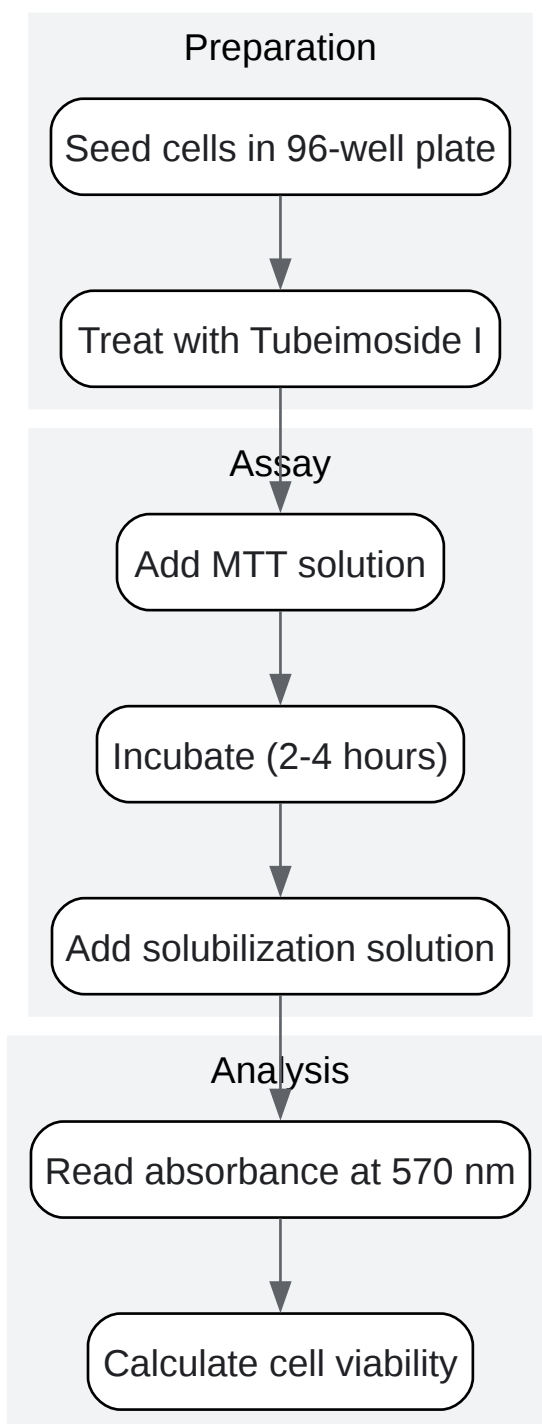 Preparation
Seed cells in 96-well plate
Treat with Tubeimoside I
Assay
Add MTT solution
Incubate (2-4 hours)
Add solubilization solution
Analysis
Read absorbance at 570 nm
Calculate cell viability